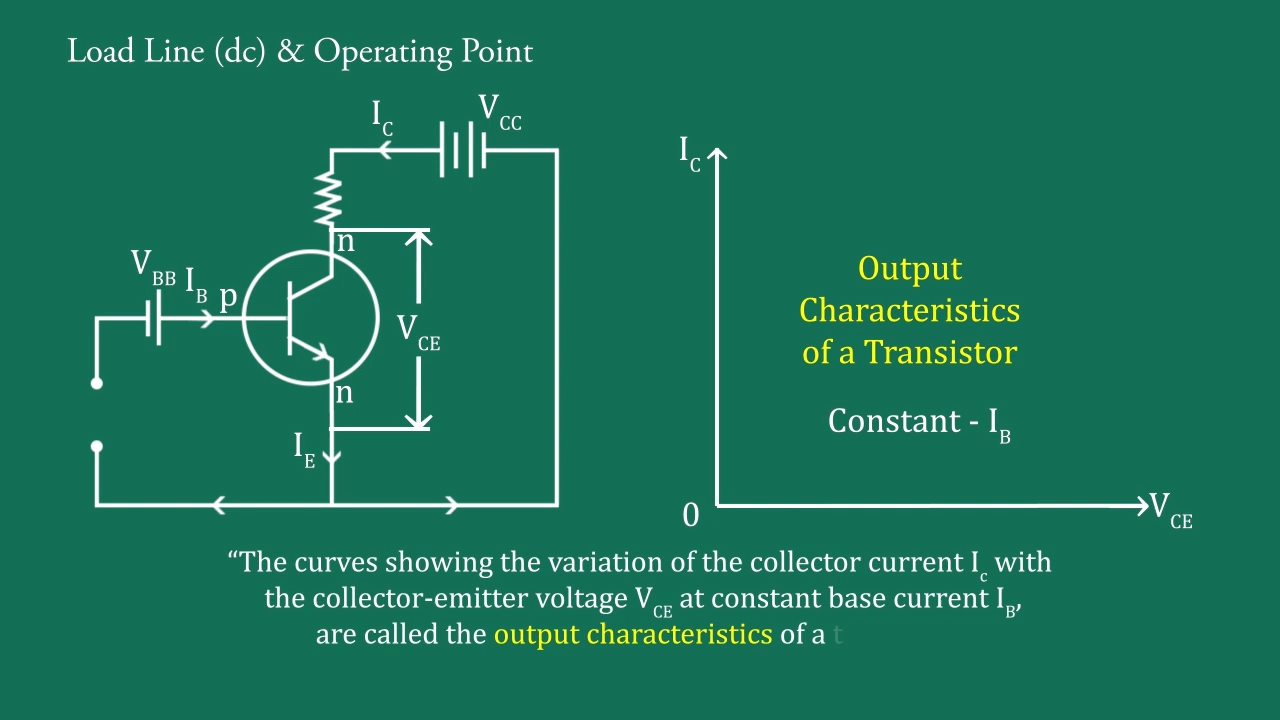 Load Line (dc) & Operating Point
I_C
V_CC
n
V_BB I_B p
V_CE
n
I_E
I_C
Output
Characteristics
of a Transistor
Constant - I_B
0
V_CE
“The curves showing the variation of the collector current I_c with
the collector-emitter voltage V_CE at constant base current I_B,
are called the output characteristics of a t